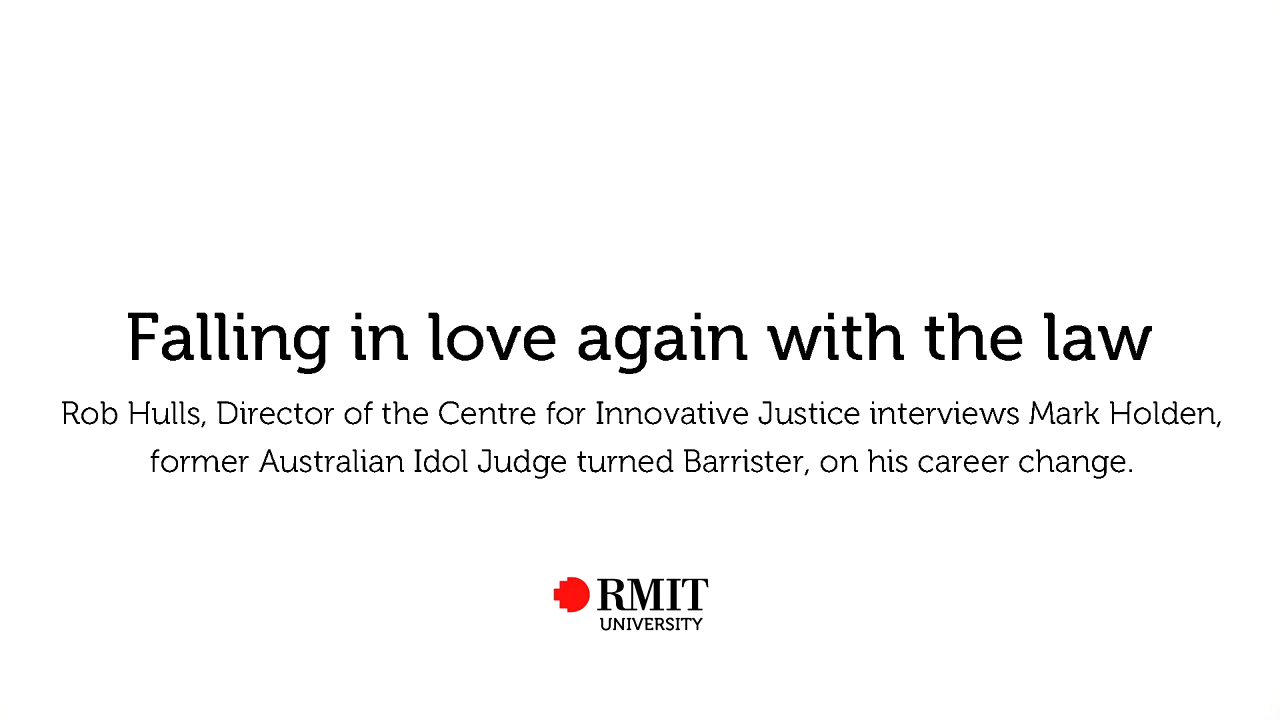 Falling in love again with the law
Rob Hulls, Director of the Centre for Innovative Justice interviews Mark Holden,
former Australian Idol Judge turned Barrister, on his career change.
RMIT
UNIVERSITY